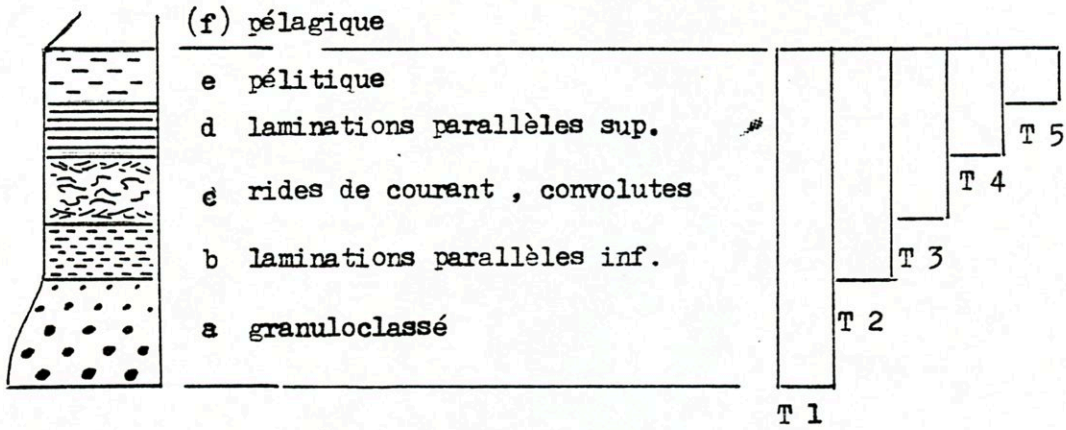 (f) pélagique
e pélitique
d laminations parallèles sup.
c rides de courant , convolutes
b laminations parallèles inf.
a granuloclassé
T 5
T 4
T 3
T 2
T 1